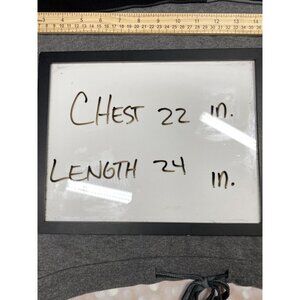 CHEST 22 in.
LENGTH 24 in.